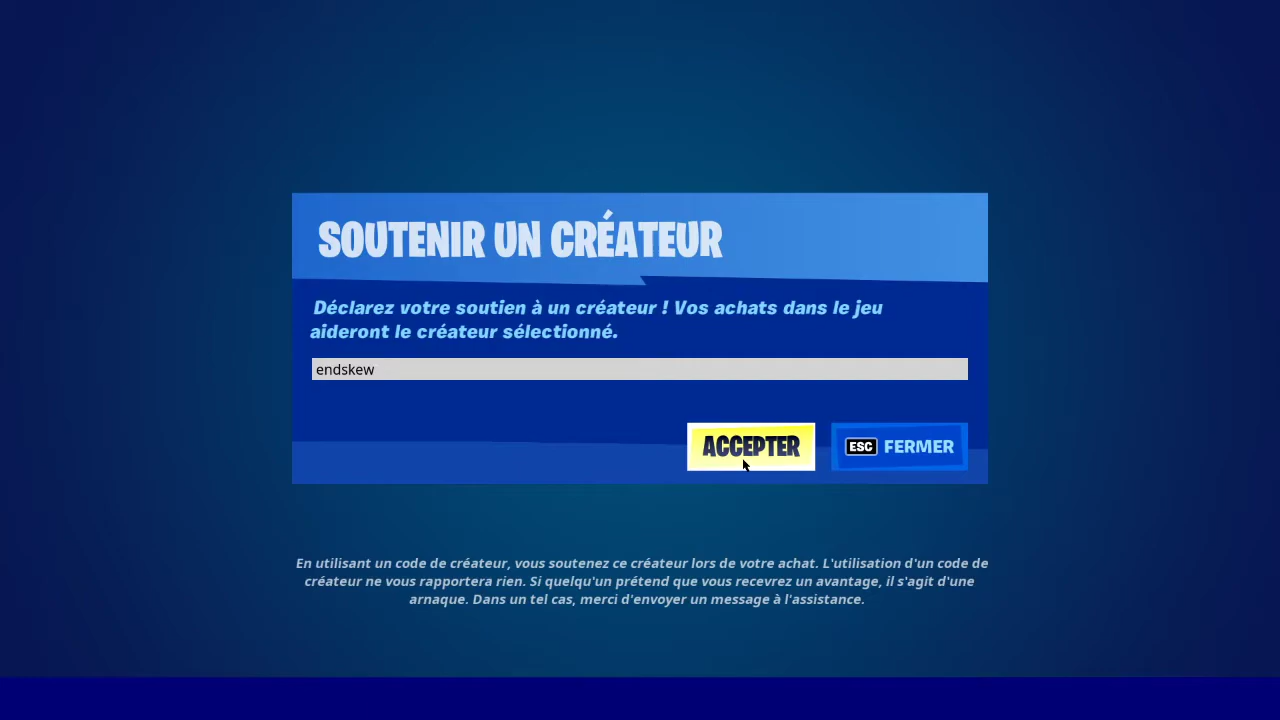 SOUTENIR UN CRÉATEUR
Déclarez votre soutien à un créateur ! Vos achats dans le jeu
aideront le créateur sélectionné.
endskew
ACCEPTER
ESC FERMER
En utilisant un code de créateur, vous soutenez ce créateur lors de votre achat. L'utilisation d'un code de
créateur ne vous rapportera rien. Si quelqu'un prétend que vous recevrez un avantage, il s'agit d'une
arnaque. Dans un tel cas, merci d'envoyer un message à l'assistance.